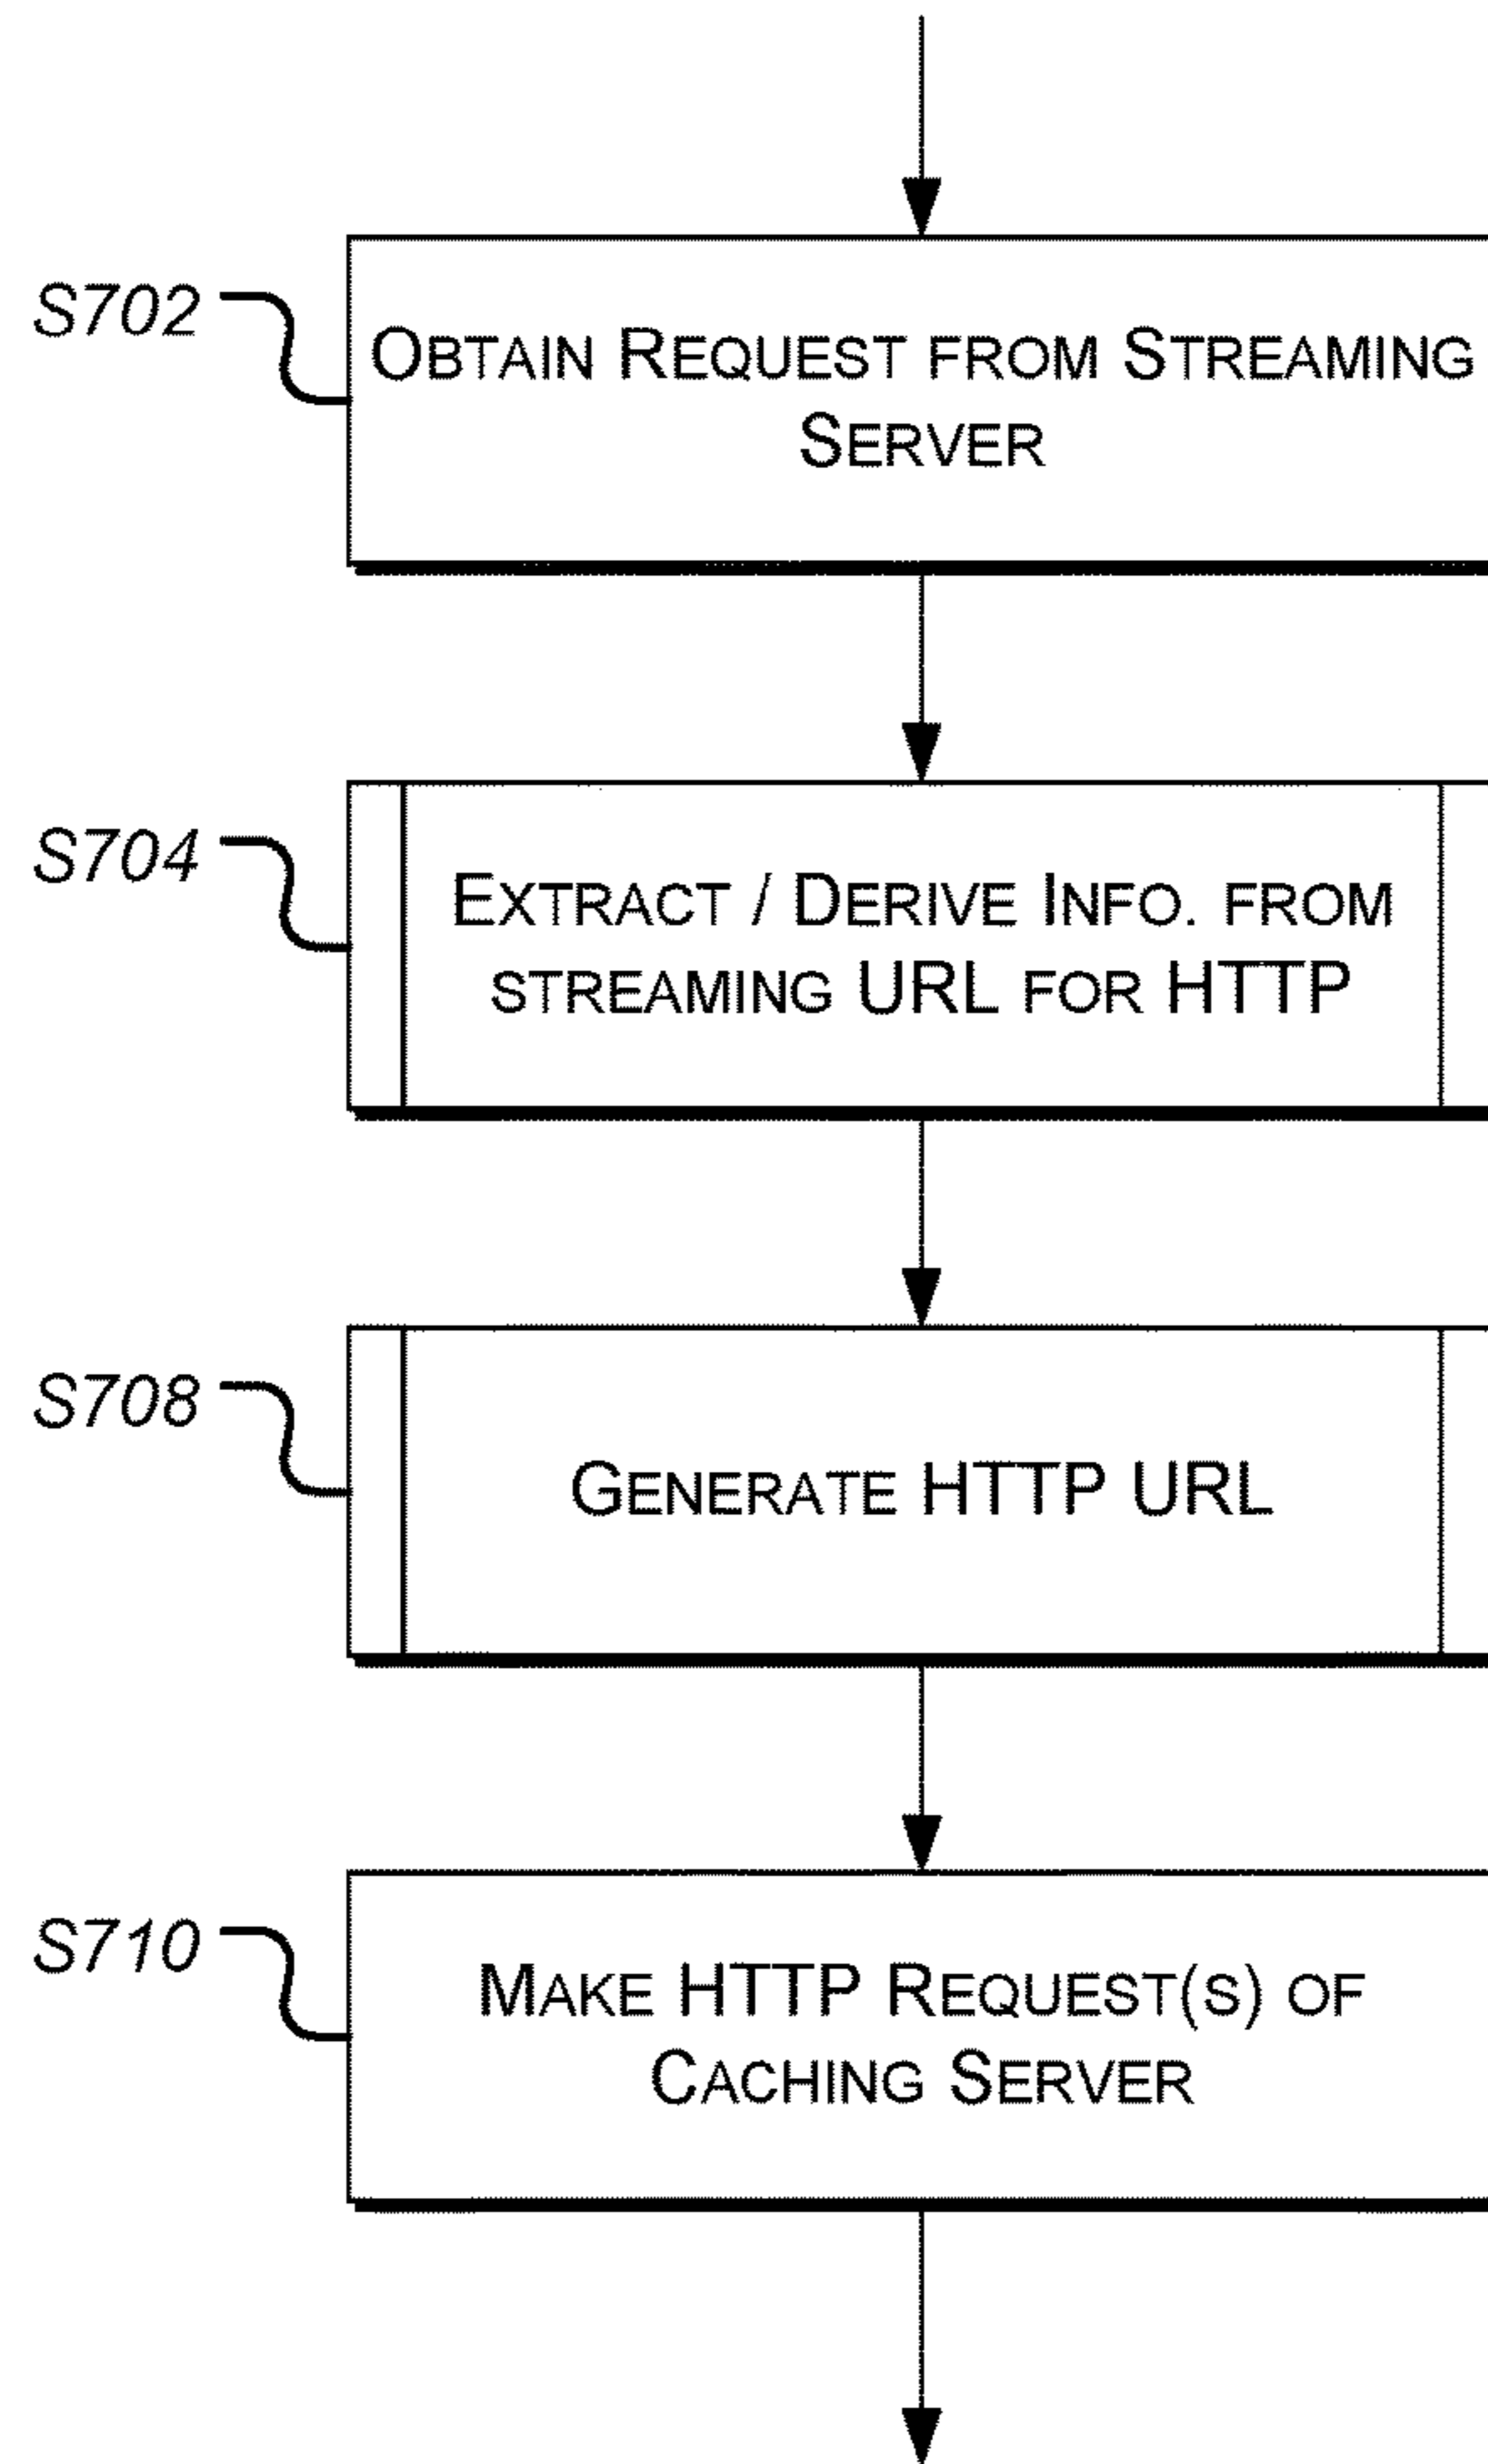 S702
Obtain Request from Streaming
Server
S704
Extract / Derive Info. from
streaming URL for HTTP
S708
Generate HTTP URL
S710
Make HTTP Request(s) of
Caching Server